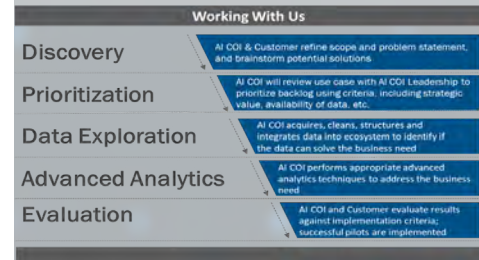 Working With Us
Discovery
AI COI & Customer refine scope and problem statement,
and brainstorm potential solutions
Prioritization
AI COI will review use case with AI COI Leadership to
prioritize backlog using criteria, including strategic
value, availability of data, etc.
Data Exploration
AI COI acquires, cleans, structures and
integrates data into ecosystem to identify if
the data can solve the business need
Advanced Analytics
AI COI performs appropriate advanced
analytics techniques to address the business
need
Evaluation
AI COI and Customer evaluate results
against implementation criteria;
successful pilots are implemented